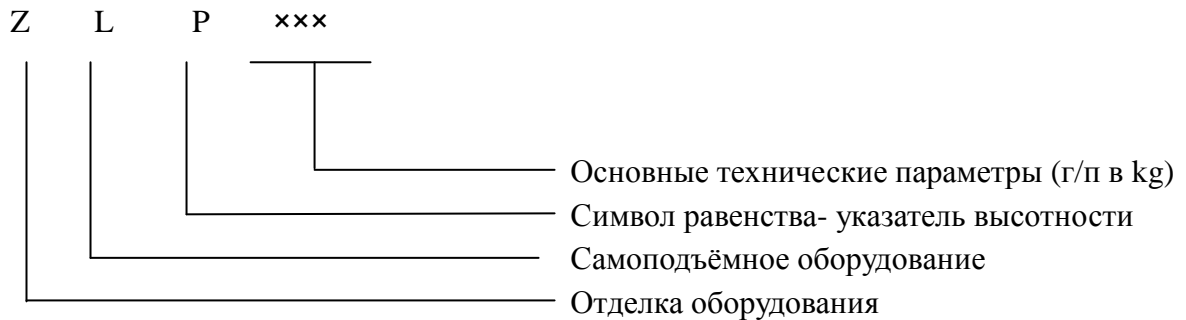 Z L P ×××
Основные технические параметры (г/п в kg)
Символ равенства- указатель высотности
Самоподъёмное оборудование
Отделка оборудования